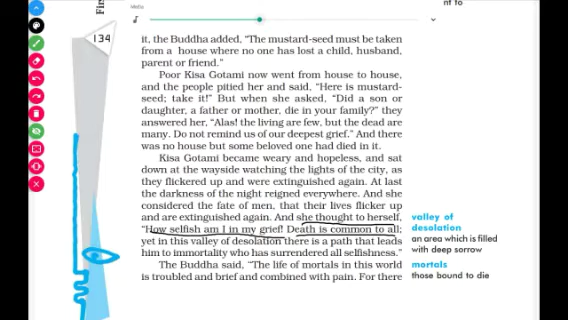 Media
nt to
Firs
134
it, the Buddha added, “The mustard-seed must be taken
from a house where no one has lost a child, husband,
parent or friend.”
Poor Kisa Gotami now went from house to house,
and the people pitied her and said, “Here is mustard-
seed; take it!” But when she asked, “Did a son or
daughter, a father or mother, die in your family?” they
answered her, “Alas! the living are few, but the dead are
many. Do not remind us of our deepest grief.” And there
was no house but some beloved one had died in it.
Kisa Gotami became weary and hopeless, and sat
down at the wayside watching the lights of the city, as
they flickered up and were extinguished again. At last
the darkness of the night reigned everywhere. And she
considered the fate of men, that their lives flicker up
and are extinguished again. And she thought to herself,
“How selfish am I in my grief! Death is common to all;
yet in this valley of desolation there is a path that leads
him to immortality who has surrendered all selfishness.”
The Buddha said, “The life of mortals in this world
is troubled and brief and combined with pain. For there
valley of
desolation
an area which is filled
with deep sorrow
mortals
those bound to die